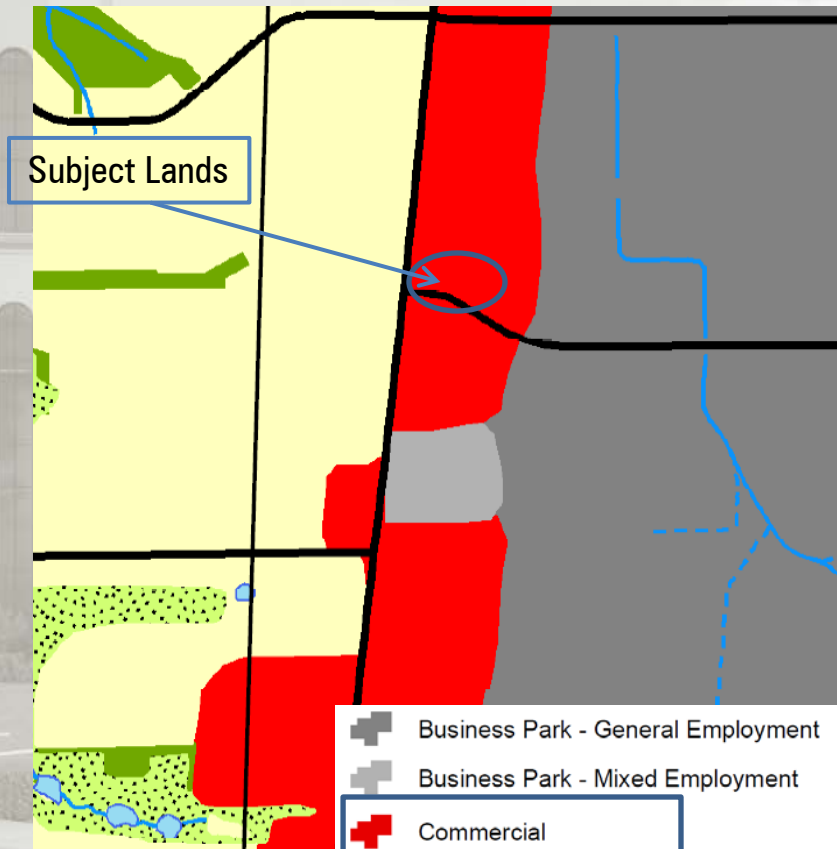 Subject Lands
Business Park - General Employment
Business Park - Mixed Employment
Commercial